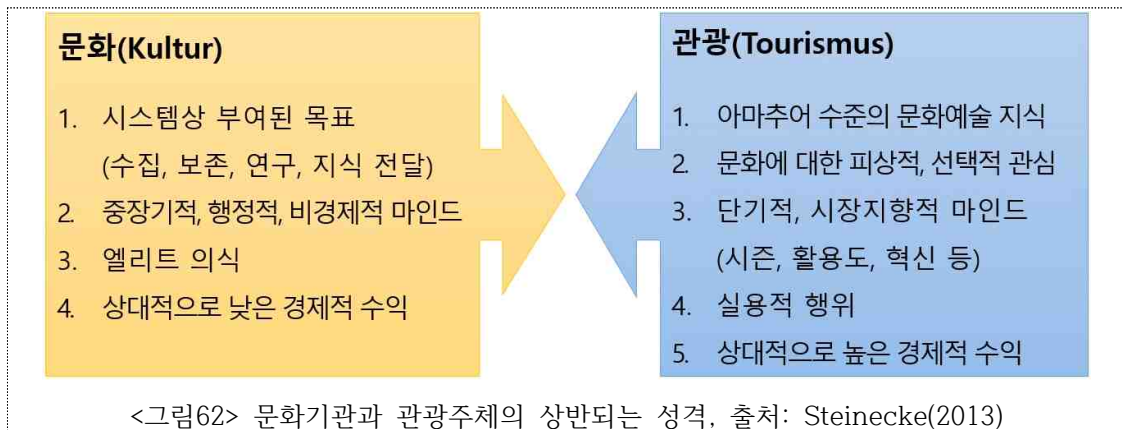 문화(Kultur)
1. 시스템상 부여된 목표
(수집, 보존, 연구, 지식 전달)
2. 중장기적, 행정적, 비경제적 마인드
3. 엘리트 의식
4. 상대적으로 낮은 경제적 수익
관광(Tourismus)
1. 아마추어 수준의 문화예술 지식
2. 문화에 대한 피상적, 선택적 관심
3. 단기적, 시장지향적 마인드
(시즌, 활용도, 혁신 등)
4. 실용적 행위
5. 상대적으로 높은 경제적 수익
<그림62> 문화기관과 관광주체의 상반되는 성격, 출처: Steinecke(2013)